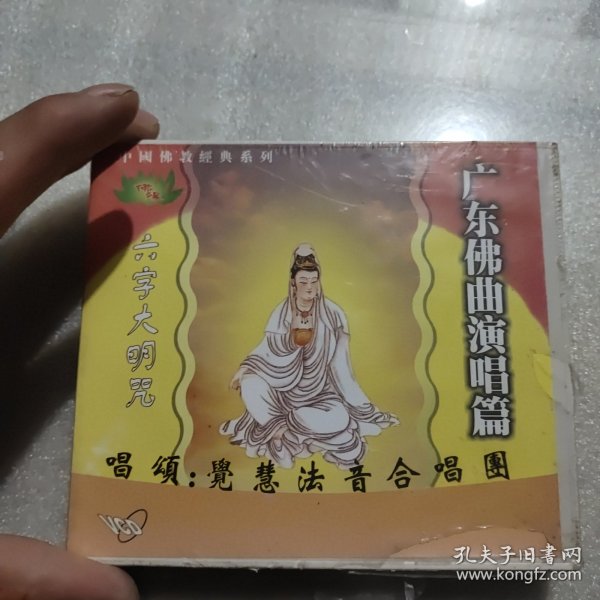 中國佛教經典系列
佛緣
六字大明咒
广东佛曲演唱篇
唱頌:覺慧法音合唱團
VCD
孔夫子旧书网
www.kongfz.com